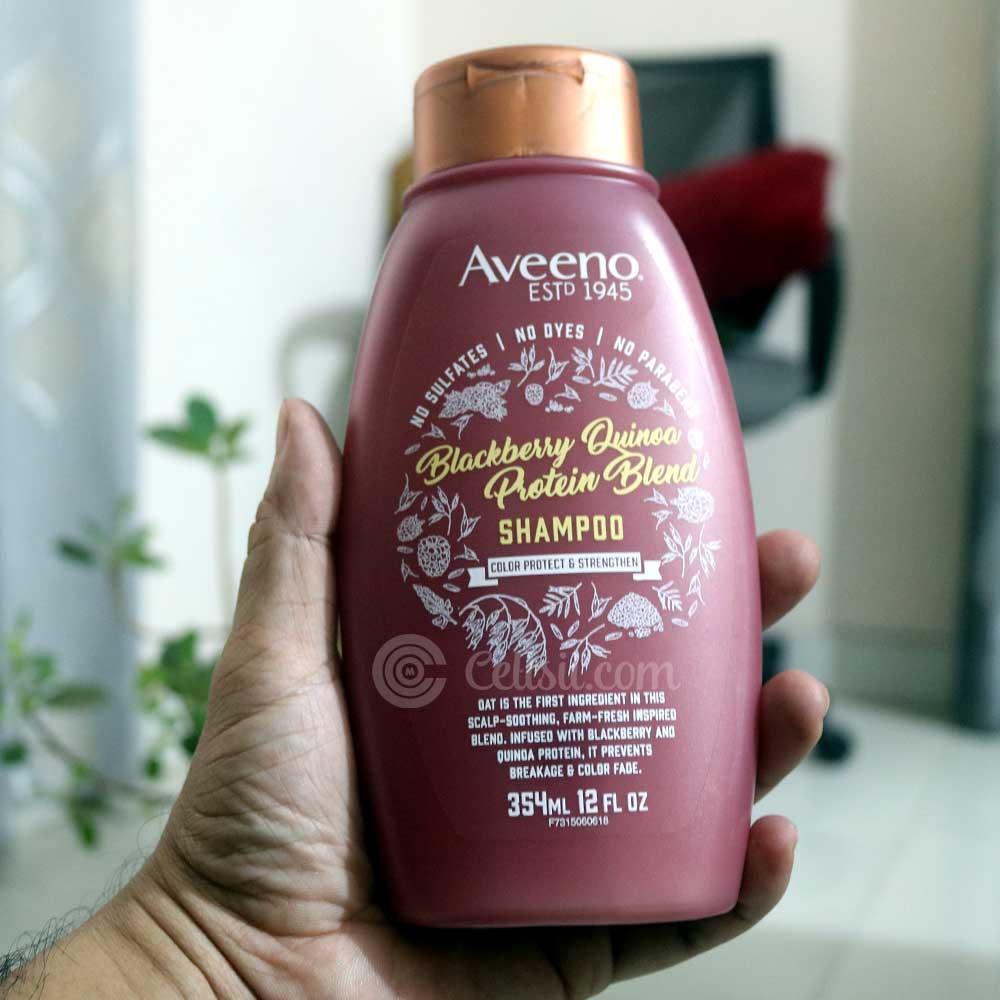 Aveeno®
ESTD 1945
NO SULFATES | NO DYES | NO PARABENS
Blackberry Quinoa
Protein Blend
SHAMPOO
COLOR PROTECT & STRENGTHEN
CM Cetusil.com
OAT IS THE FIRST INGREDIENT IN THIS
SCALP-SOOTHING, FARM-FRESH INSPIRED
BLEND. INFUSED WITH BLACKBERRY AND
QUINOA PROTEIN, IT PREVENTS
BREAKAGE & COLOR FADE.
354ML 12 FL OZ
F7315060618